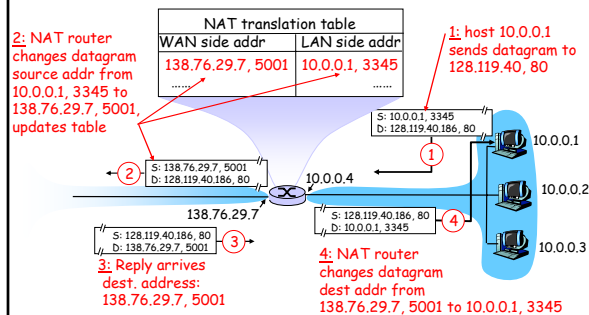 NAT translation table
WAN side addr LAN side addr
138.76.29.7, 5001 10.0.0.1, 3345
…… ……
2: NAT router
changes datagram
source addr from
10.0.0.1, 3345 to
138.76.29.7, 5001,
updates table
1: host 10.0.0.1
sends datagram to
128.119.40, 80
S: 10.0.0.1, 3345
D: 128.119.40.186, 80
1
10.0.0.1
S: 138.76.29.7, 5001
D: 128.119.40.186, 80
2
10.0.0.4
10.0.0.2
138.76.29.7
S: 128.119.40.186, 80
D: 10.0.0.1, 3345
4
S: 128.119.40.186, 80
D: 138.76.29.7, 5001
3
10.0.0.3
3: Reply arrives
dest. address:
138.76.29.7, 5001
4: NAT router
changes datagram
dest addr from
138.76.29.7, 5001 to 10.0.0.1, 3345